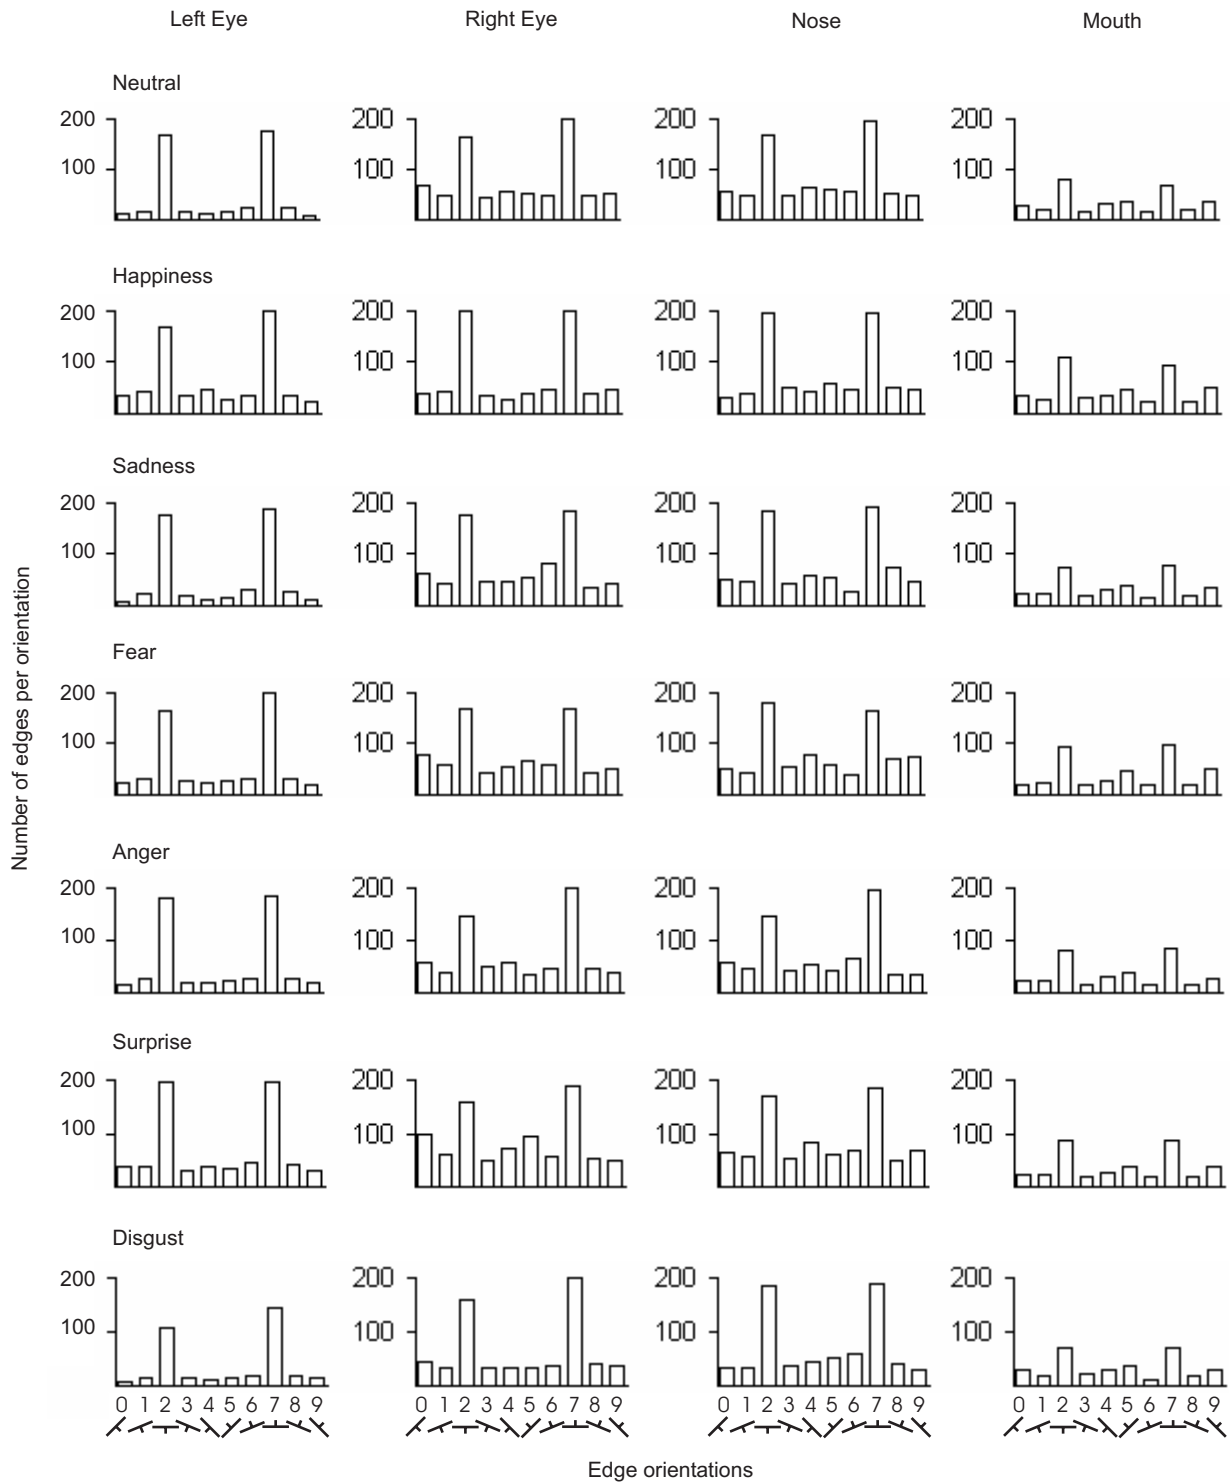 Left Eye Right Eye Nose Mouth
Neutral
200 200 200 200
100 100 100 100
Happiness
200 200 200 200
100 100 100 100
Sadness
200 200 200 200
100 100 100 100
Number of edges per orientation
Fear
200 200 200 200
100 100 100 100
Anger
200 200 200 200
100 100 100 100
Surprise
200 200 200 200
100 100 100 100
Disgust
200 200 200 200
100 100 100 100
0 1 2 3 4 5 6 7 8 9 0 1 2 3 4 5 6 7 8 9 0 1 2 3 4 5 6 7 8 9 0 1 2 3 4 5 6 7 8 9
Edge orientations